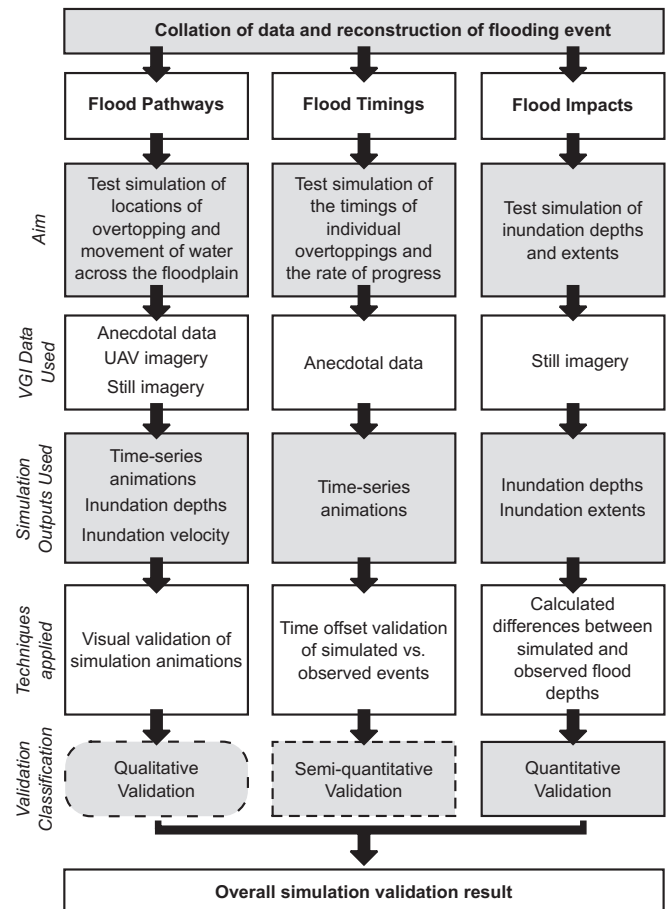 Collation of data and reconstruction of flooding event
Flood Pathways
Flood Timings
Flood Impacts
Aim
Test simulation of
locations of
overtopping and
movement of water
across the floodplain
Test simulation of
the timings of
individual
overtoppings and
the rate of progress
Test simulation of
inundation depths
and extents
VGI Data
Used
Anecdotal data
UAV imagery
Still imagery
Anecdotal data
Still imagery
Simulation
Outputs Used
Time-series
animations
Inundation depths
Inundation velocity
Time-series
animations
Inundation depths
Inundation extents
Techniques
applied
Visual validation of
simulation animations
Time offset validation
of simulated vs.
observed events
Calculated
differences between
simulated and
observed flood
depths
Validation
Classification
Qualitative
Validation
Semi-quantitative
Validation
Quantitative
Validation
Overall simulation validation result